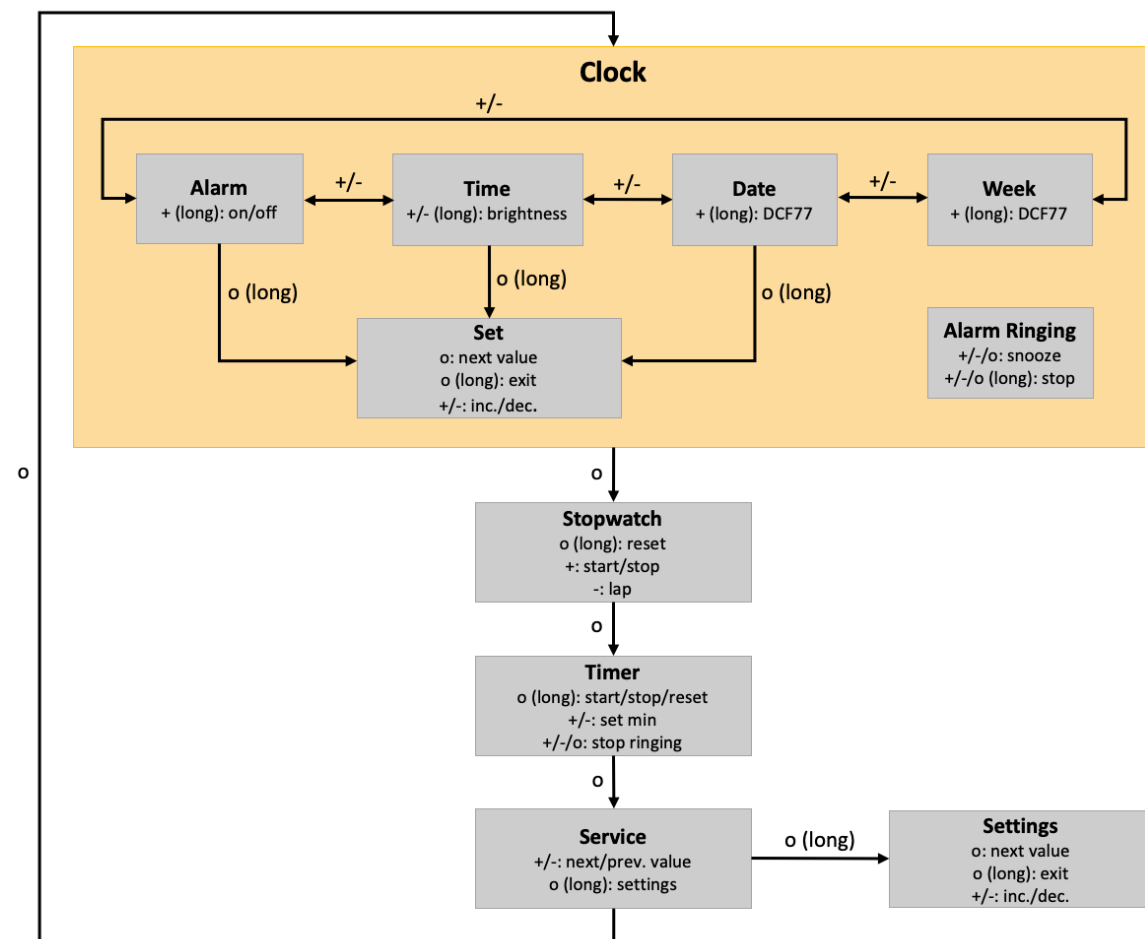 Clock
+/-
Alarm
+ (long): on/off
+/-
Time
+/- (long): brightness
+/-
Date
+ (long): DCF77
+/-
Week
+ (long): DCF77
o (long)
o (long)
o (long)
Set
o: next value
o (long): exit
+/-: inc./dec.
Alarm Ringing
+/-/o: snooze
+/-/o (long): stop
o
o
Stopwatch
o (long): reset
+: start/stop
-: lap
o
Timer
o (long): start/stop/reset
+/-: set min
+/-/o: stop ringing
o
Service
+/-: next/prev. value
o (long): settings
o (long)
Settings
o: next value
o (long): exit
+/-: inc./dec.